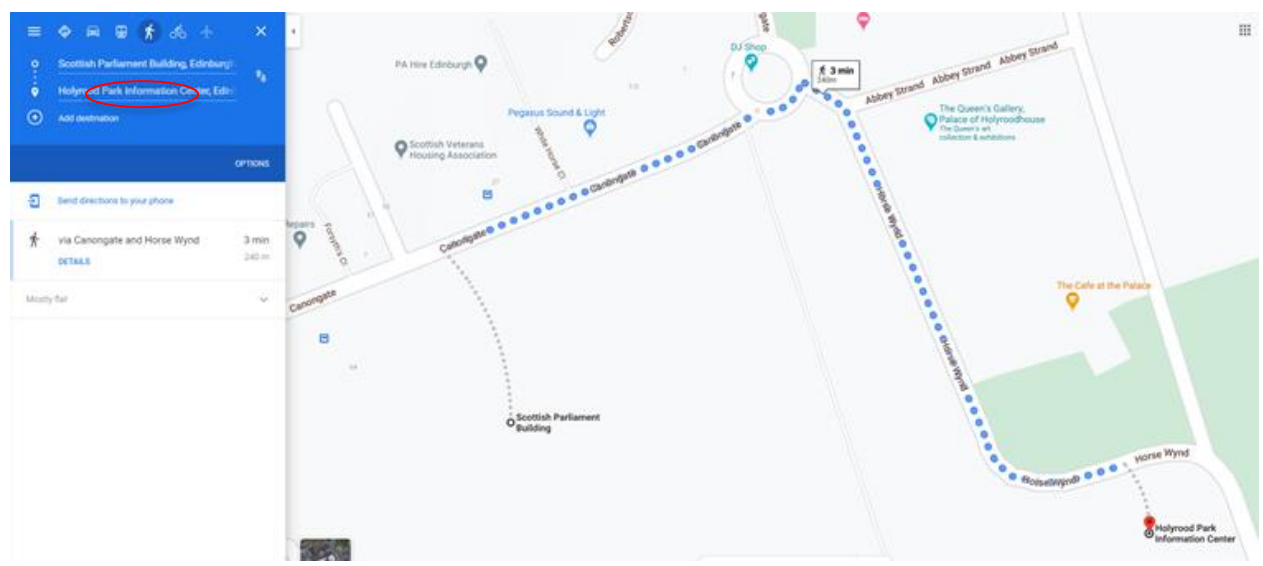 Scottish Parliament Building, Edinburgh
Holyrood Park Information Center, Edin
Add destination
OPTIONS
Send directions to your phone
via Canongate and Horse Wynd
3 min
DETAILS
240 m
Mostly flat
PA Hire Edinburgh
Pegasus Sound & Light
Scottish Veterans
Housing Association
White Horse Cl
Forsyth's Cl
Repairs
DJ Shop
3 min
240m
Abbey Strand
Abbey Strand
Abbey Strand
The Queen's Gallery,
Palace of Holyroodhouse
The Queen's art
collection & exhibitions
Canongate
Canongate
Canongate
Canongate
Horse Wynd
The Cafe at the Palace
Horse Wynd
Scottish Parliament
Building
Horse Wynd
Horse Wynd
Holyrood Park
Information Center